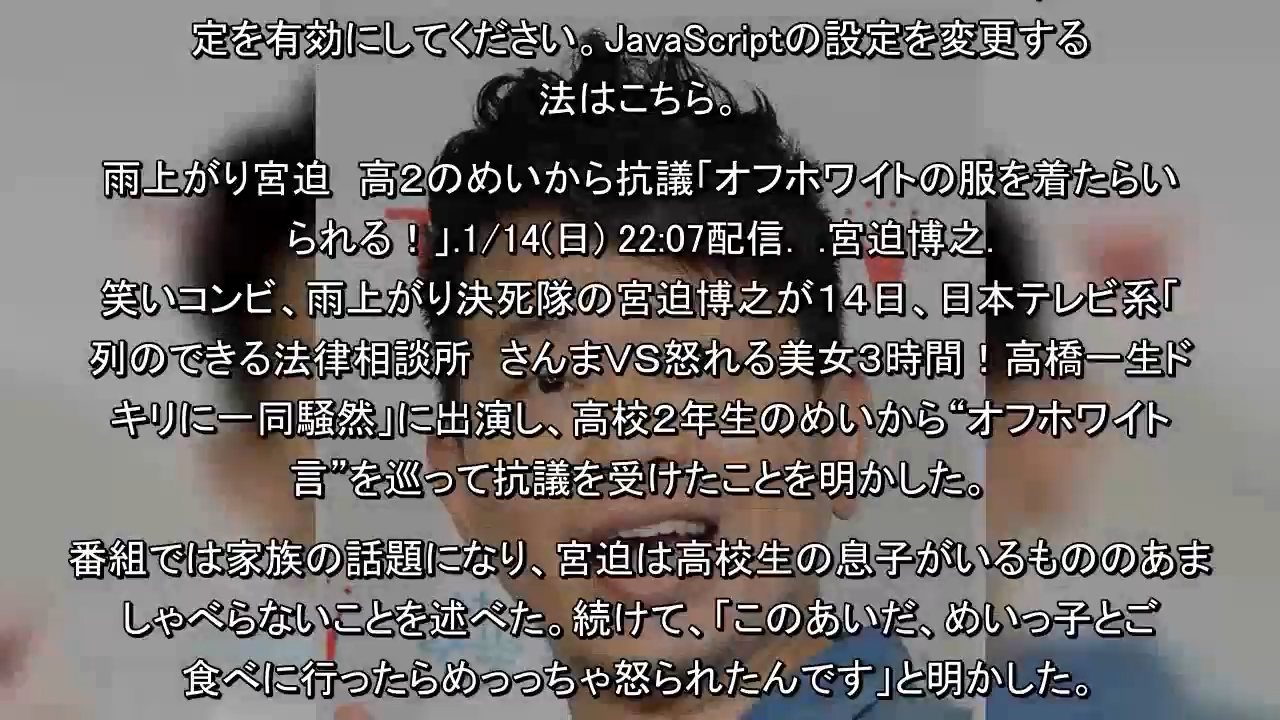 定を有効にしてください。JavaScriptの設定を変更する
法はこちら。
雨上がり宮迫　高２のめいから抗議「オフホワイトの服を着たらい
られる！」.1/14(日) 22:07配信. .宮迫博之.
笑いコンビ、雨上がり決死隊の宮迫博之が１４日、日本テレビ系「
列のできる法律相談所　さんまＶＳ怒れる美女３時間！高橋一生ド
キリに一同騒然」に出演し、高校２年生のめいから“オフホワイト
言”を巡って抗議を受けたことを明かした。
番組では家族の話題になり、宮迫は高校生の息子がいるもののあま
しゃべらないことを述べた。続けて、「このあいだ、めいっ子とご
食べに行ったらめっっちゃ怒られたんです」と明かした。